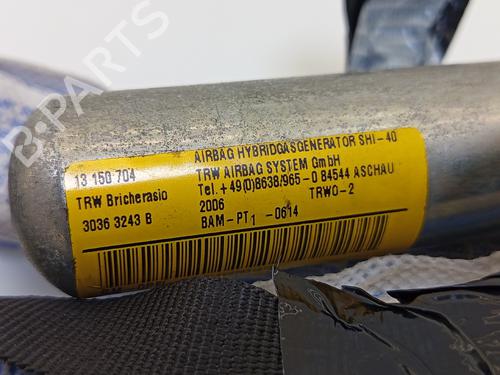 AIRBAG HYBRIDGASGENERATOR SHI-40
13 150 704
TRW AIRBAG SYSTEM GmbH
TRW Bricherasio
Tel. +49(0)8638/965-0 84544 ASCHAU
3036 3243 B
2006
TRWO-2
BAM-PT1 -0614
B-PARTS